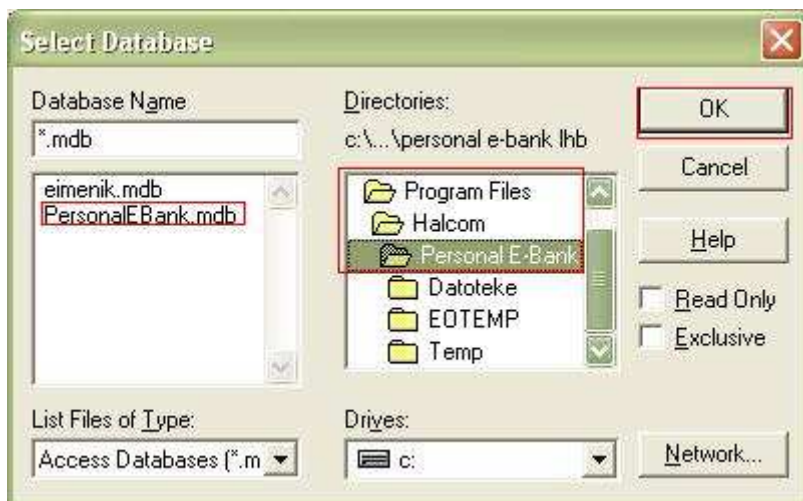 Select Database
Database Name
*.mdb
eimenik.mdb
PersonalEBank.mdb
List Files of Type:
Access Databases (*.m
Directories:
c:\...\personal e-bank lhb
Program Files
Halcom
Personal E-Bank
Datoteke
EOTEMP
Temp
Drives:
c:
OK
Cancel
Help
Read Only
Exclusive
Network...